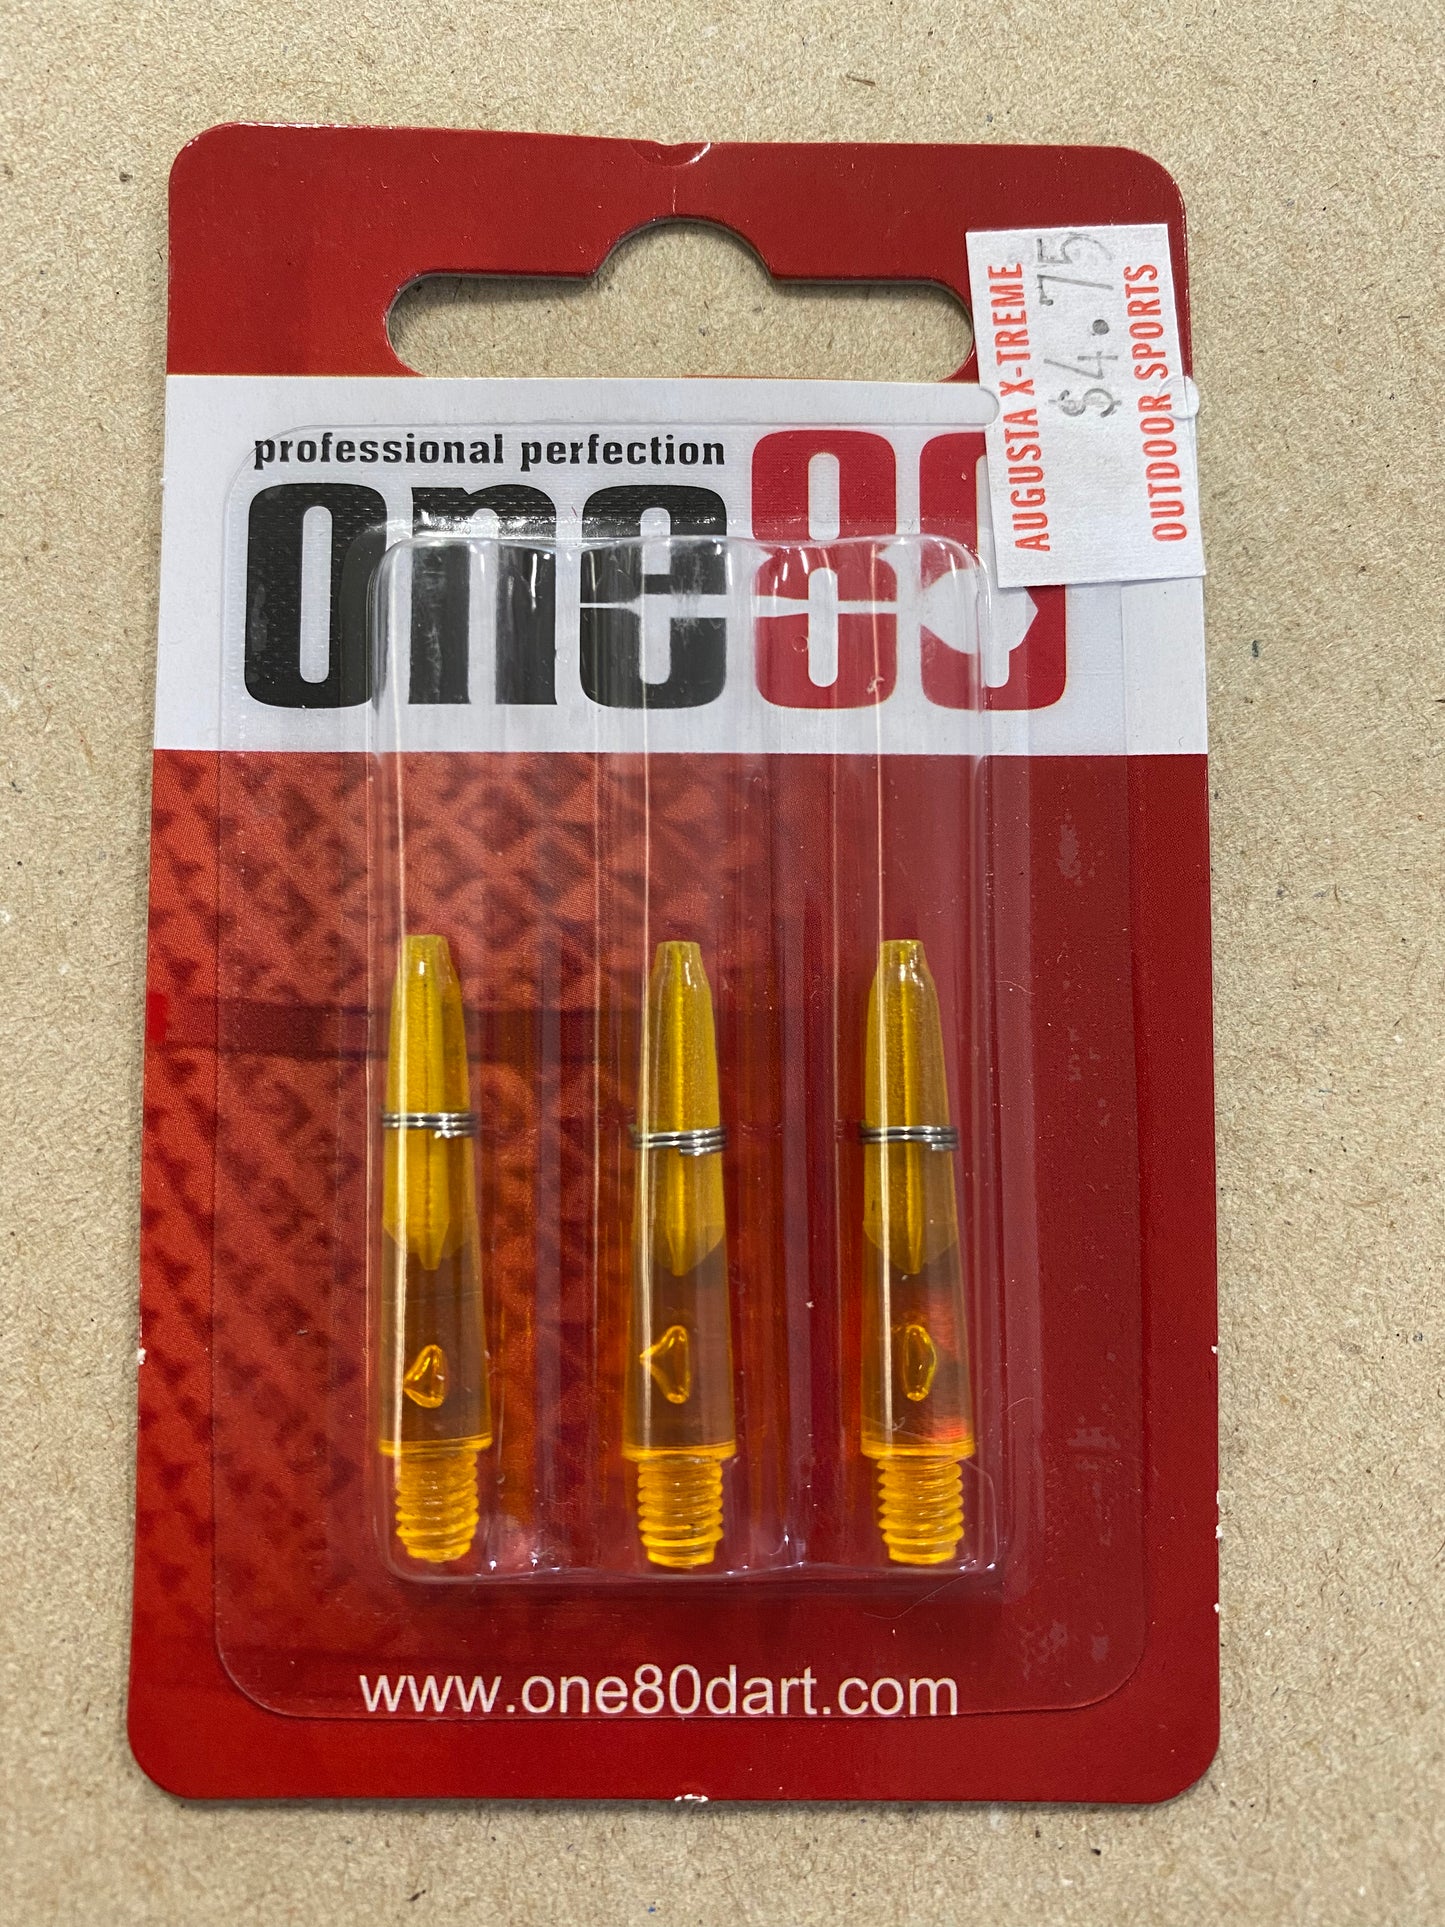 AUGUSTA X-TREME
$4.75
OUTDOOR SPORTS
professional perfection
one80
www.one80dart.com